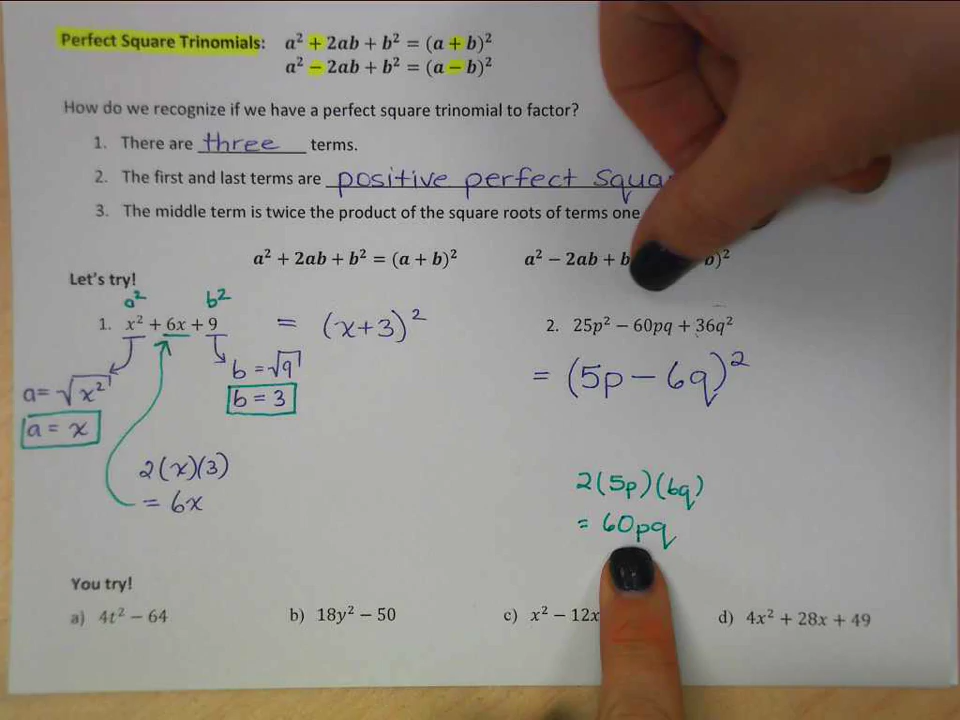 Perfect Square Trinomials: a² + 2ab + b² = (a + b)²
a² − 2ab + b² = (a − b)²
How do we recognize if we have a perfect square trinomial to factor?
1. There are three terms.
2. The first and last terms are positive perfect squa
3. The middle term is twice the product of the square roots of terms one
a² + 2ab + b² = (a + b)² a² − 2ab + b b)²
Let's try!
a² b²
1. x² + 6x + 9 = (x+3)² 2. 25p² − 60pq + 36q²
a = √x² b = √9 = (5p − 6q)²
a = x b = 3
2(x)(3) 2(5p)(6q)
= 6x = 60pq
You try!
a) 4t² − 64 b) 18y² − 50 c) x² − 12x d) 4x² + 28x + 49